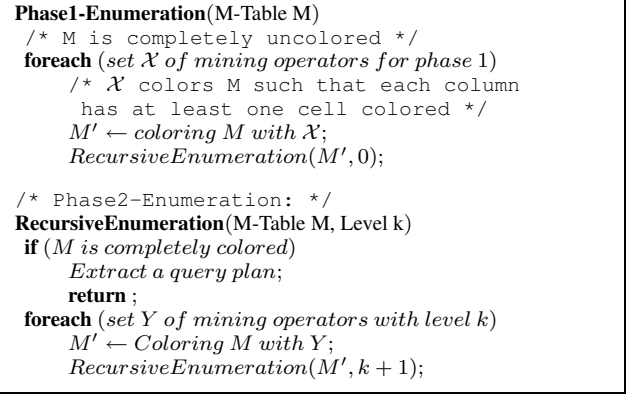 Phase1-Enumeration(M-Table M)
/* M is completely uncolored */
foreach (set 𝒳 of mining operators for phase 1)
/* 𝒳 colors M such that each column
has at least one cell colored */
M′ ← coloring M with 𝒳;
RecursiveEnumeration(M′, 0);
/* Phase2-Enumeration: */
RecursiveEnumeration(M-Table M, Level k)
if (M is completely colored)
Extract a query plan;
return ;
foreach (set Y of mining operators with level k)
M′ ← Coloring M with Y;
RecursiveEnumeration(M′, k + 1);